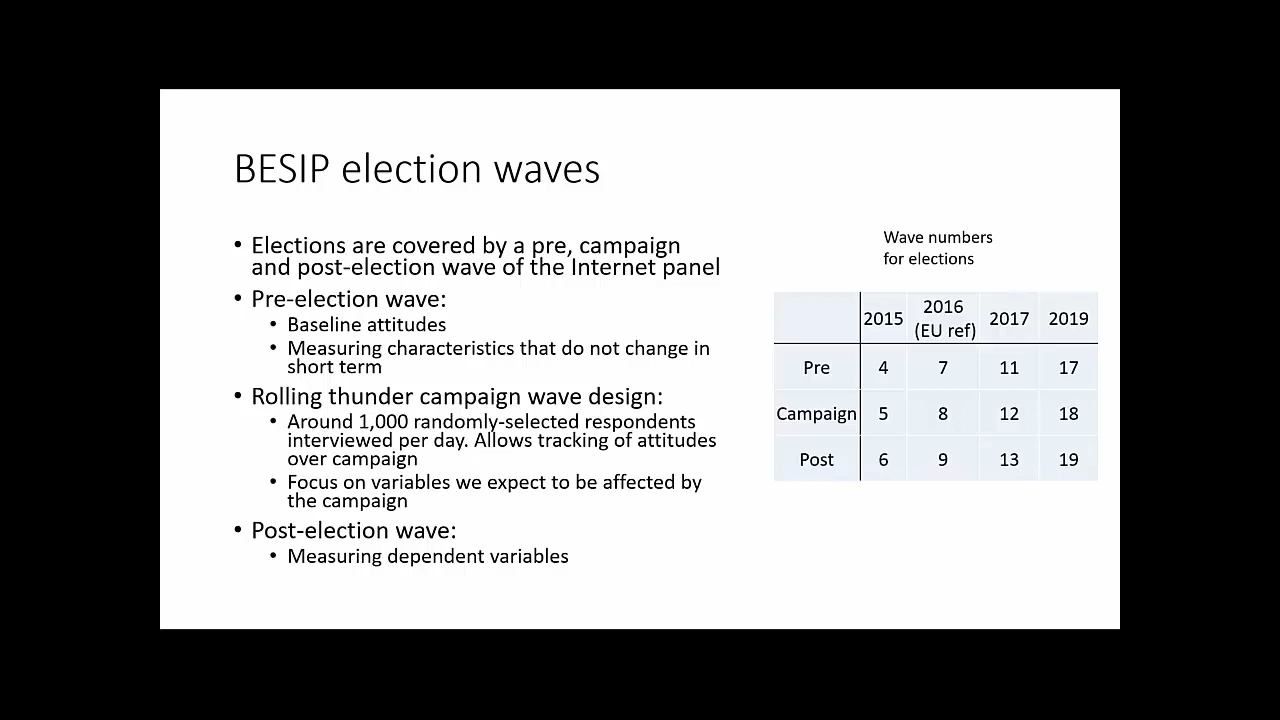 BESIP election waves
• Elections are covered by a pre, campaign
and post-election wave of the Internet panel
• Pre-election wave:
• Baseline attitudes
• Measuring characteristics that do not change in
short term
• Rolling thunder campaign wave design:
• Around 1,000 randomly-selected respondents
interviewed per day. Allows tracking of attitudes
over campaign
• Focus on variables we expect to be affected by
the campaign
• Post-election wave:
• Measuring dependent variables
Wave numbers
for elections
2015 2016 (EU ref) 2017 2019
Pre 4 7 11 17
Campaign 5 8 12 18
Post 6 9 13 19